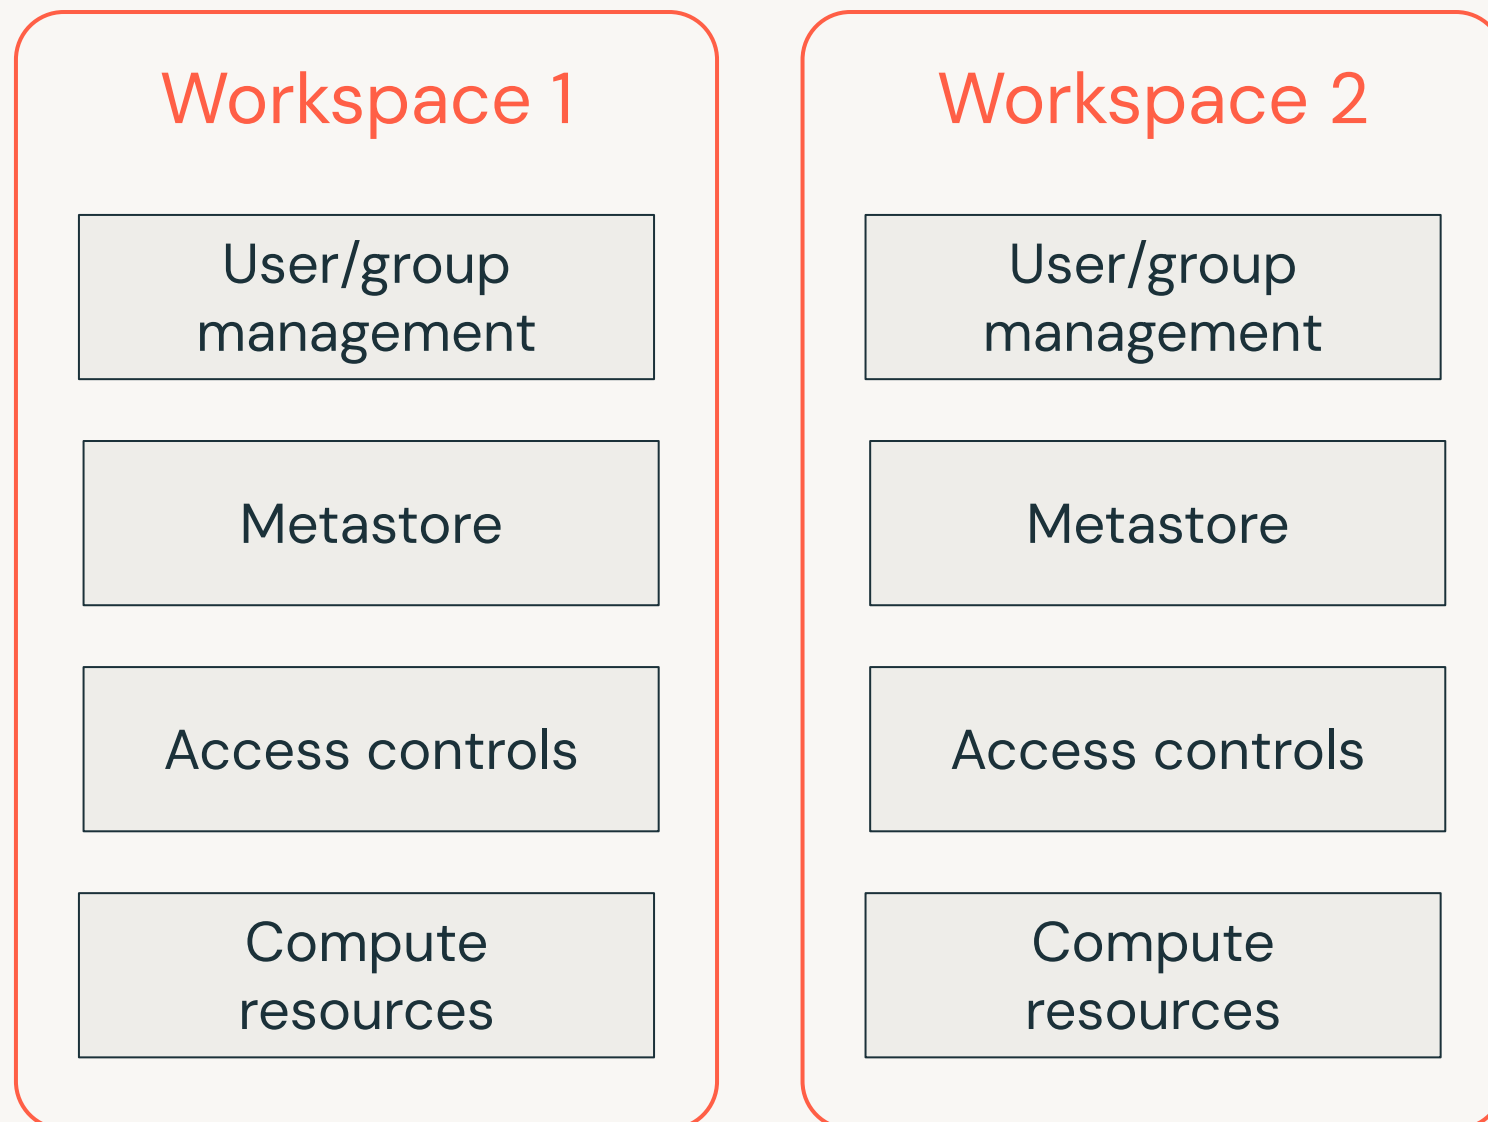 Workspace 1
User/group
management
Metastore
Access controls
Compute
resources
Workspace 2
User/group
management
Metastore
Access controls
Compute
resources